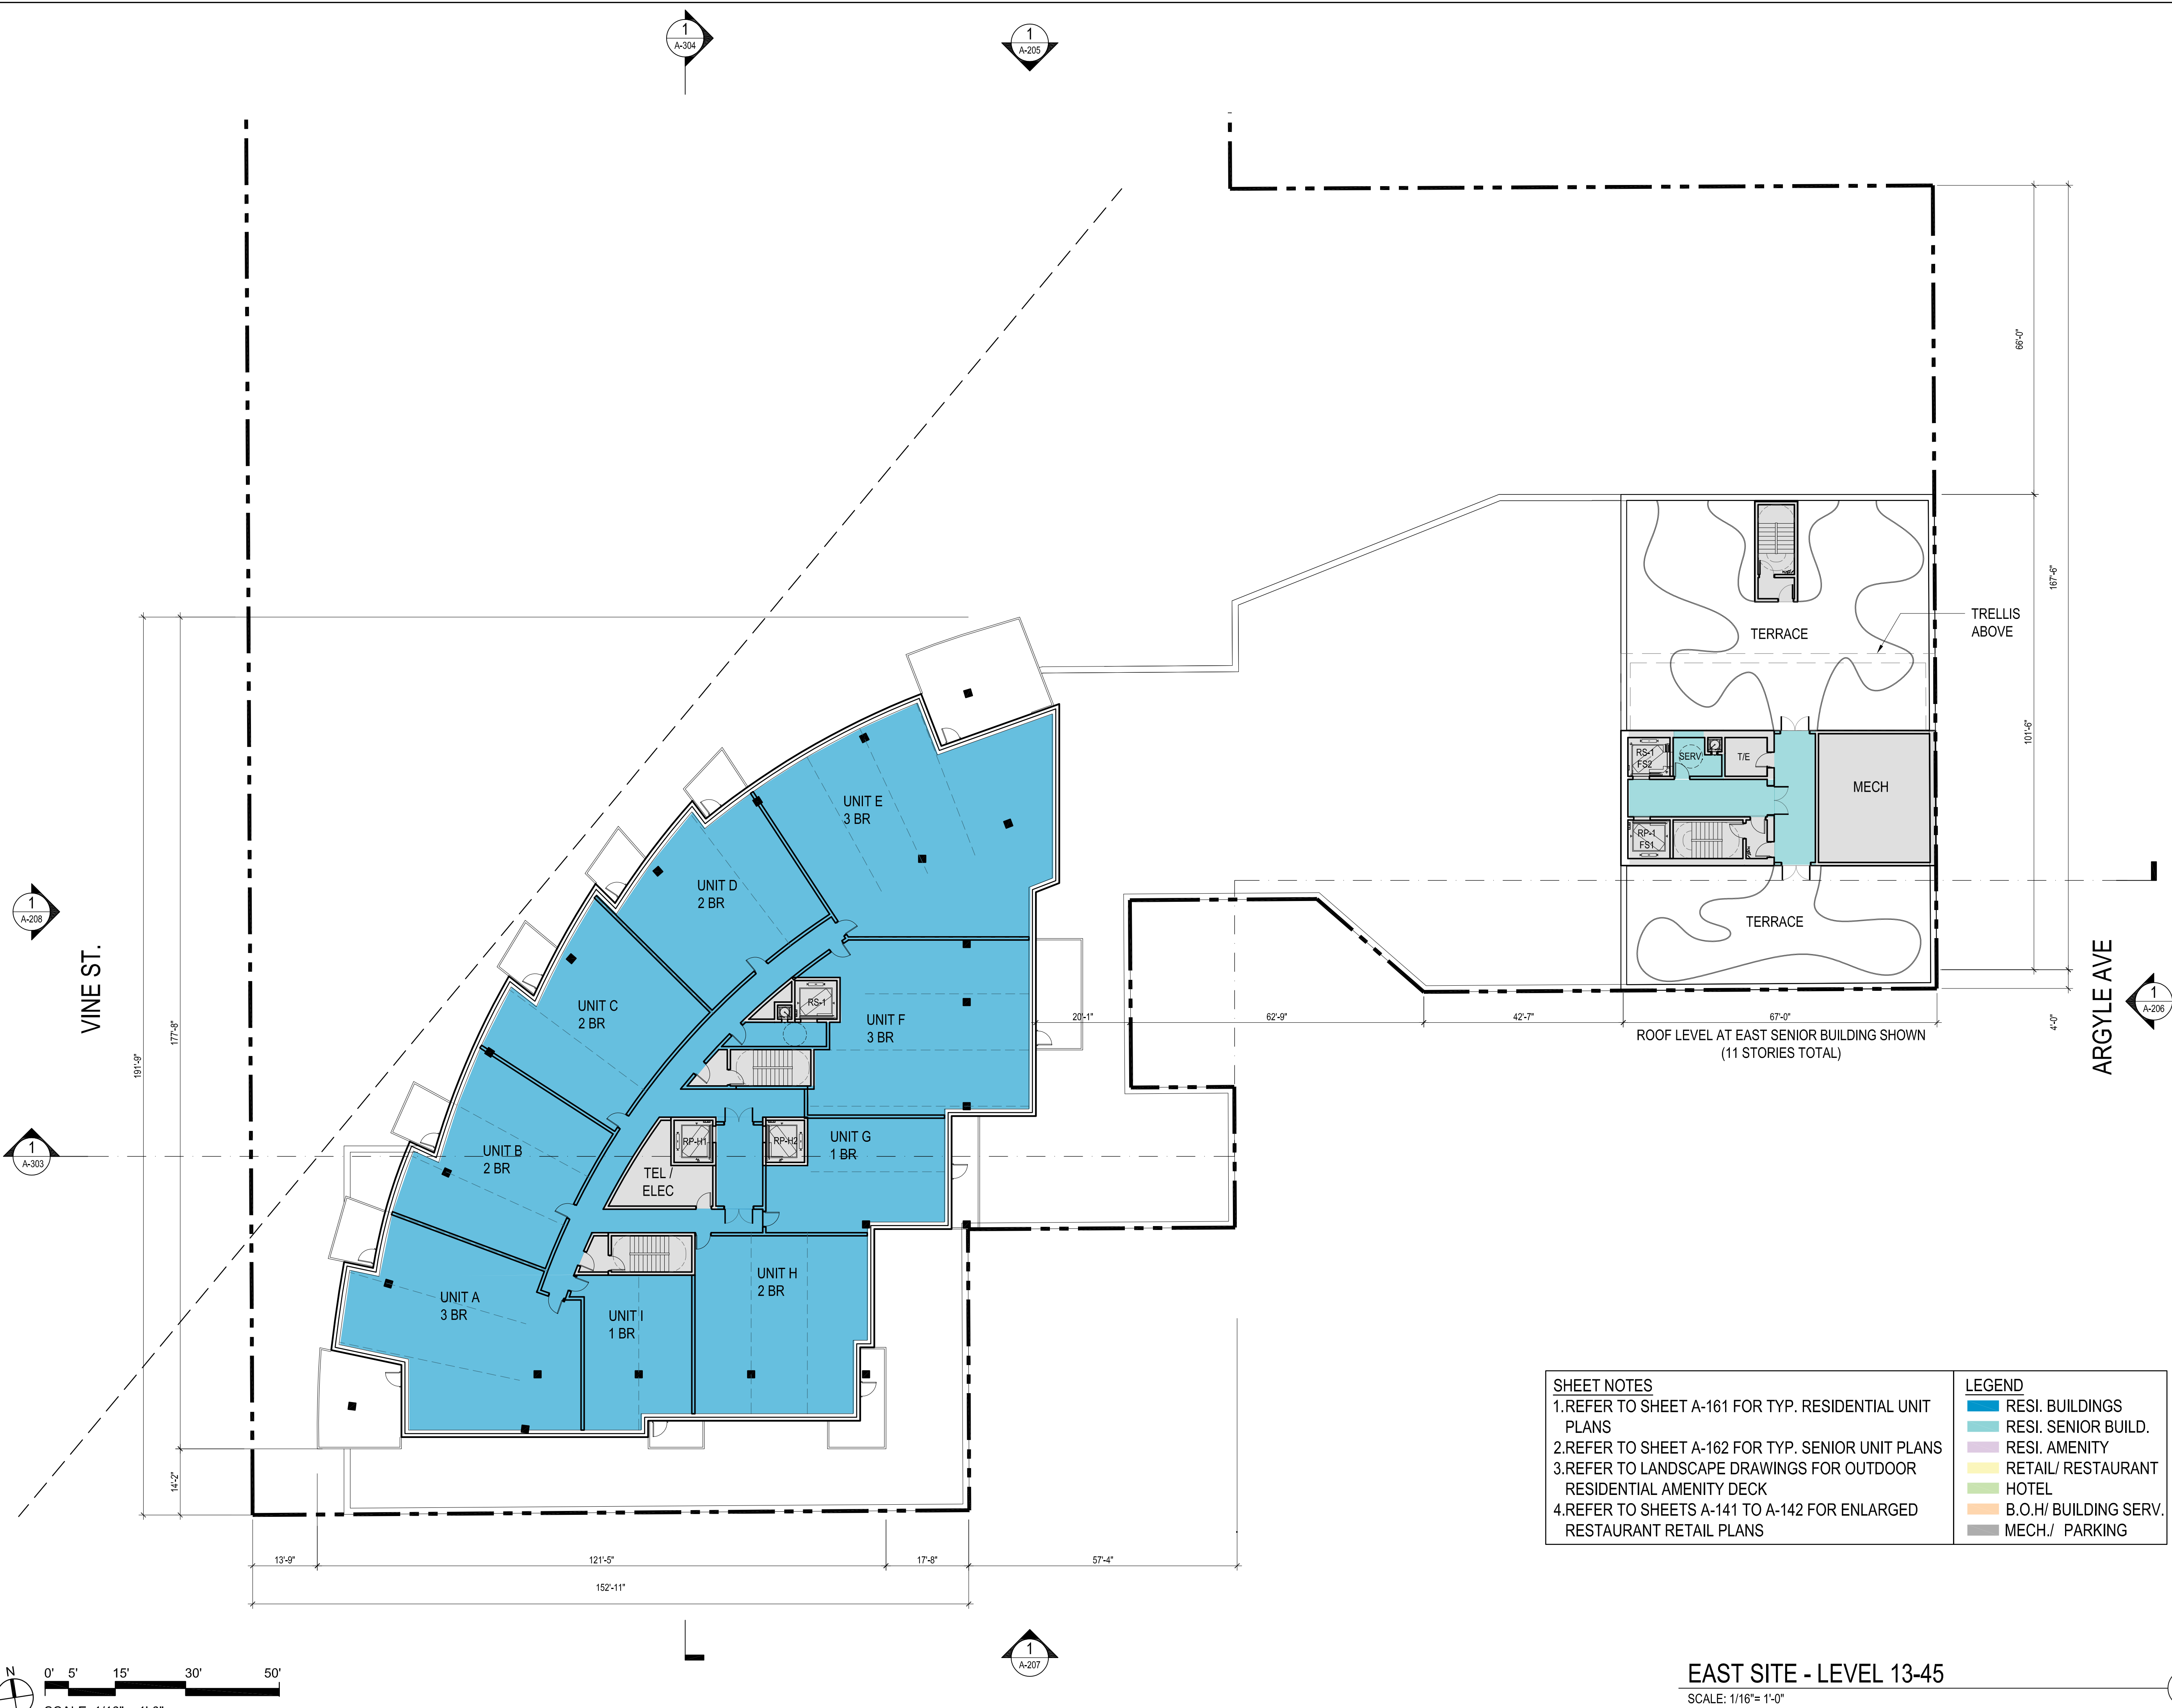 1
A-304
1
A-205
66'-0"
167'-6"
TRELLIS
ABOVE
TERRACE
101'-6"
RS-1
FS2
SERV
T/E
MECH
RP-1
FS1
TERRACE
UNIT E
3 BR
UNIT D
2 BR
1
A-208
VINE ST.
177'-8"
191'-9"
UNIT C
2 BR
RS-1
UNIT F
3 BR
20'-1"
62'-9"
42'-7"
67'-0"
4'-0"
ROOF LEVEL AT EAST SENIOR BUILDING SHOWN
(11 STORIES TOTAL)
ARGYLE AVE
1
A-206
1
A-303
UNIT B
2 BR
RP-H1
RP-H2
UNIT G
1 BR
TEL /
ELEC
UNIT H
2 BR
UNIT A
3 BR
UNIT I
1 BR
14'-2"
13'-9"
121'-5"
17'-8"
57'-4"
152'-11"
SHEET NOTES
1.REFER TO SHEET A-161 FOR TYP. RESIDENTIAL UNIT
PLANS
2.REFER TO SHEET A-162 FOR TYP. SENIOR UNIT PLANS
3.REFER TO LANDSCAPE DRAWINGS FOR OUTDOOR
RESIDENTIAL AMENITY DECK
4.REFER TO SHEETS A-141 TO A-142 FOR ENLARGED
RESTAURANT RETAIL PLANS
LEGEND
RESI. BUILDINGS
RESI. SENIOR BUILD.
RESI. AMENITY
RETAIL/ RESTAURANT
HOTEL
B.O.H/ BUILDING SERV.
MECH./ PARKING
1
A-207
N
0' 5' 15' 30' 50'
EAST SITE - LEVEL 13-45
SCALE: 1/16"= 1'-0"